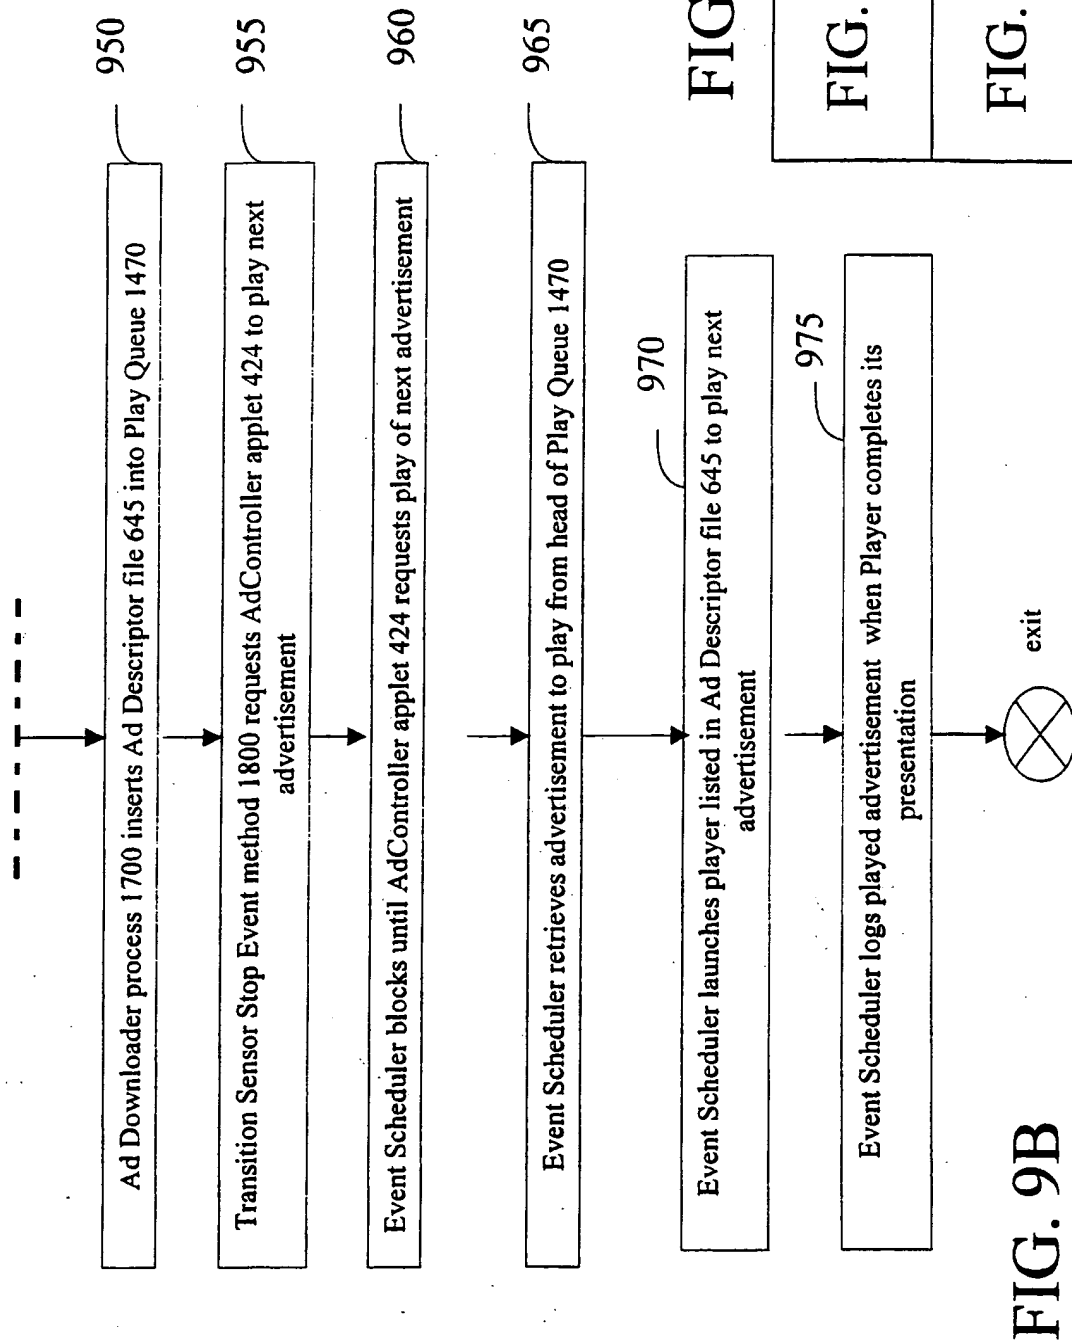 950
Ad Downloader process 1700 inserts Ad Descriptor file 645 into Play Queue 1470
955
Transition Sensor Stop Event method 1800 requests AdController applet 424 to play next
advertisement
960
Event Scheduler blocks until AdController applet 424 requests play of next advertisement
965
Event Scheduler retrieves advertisement to play from head of Play Queue 1470
970
Event Scheduler launches player listed in Ad Descriptor file 645 to play next
advertisement
975
Event Scheduler logs played advertisement when Player completes its
presentation
exit
FIG. 9B
FIG
FIG.
FIG.